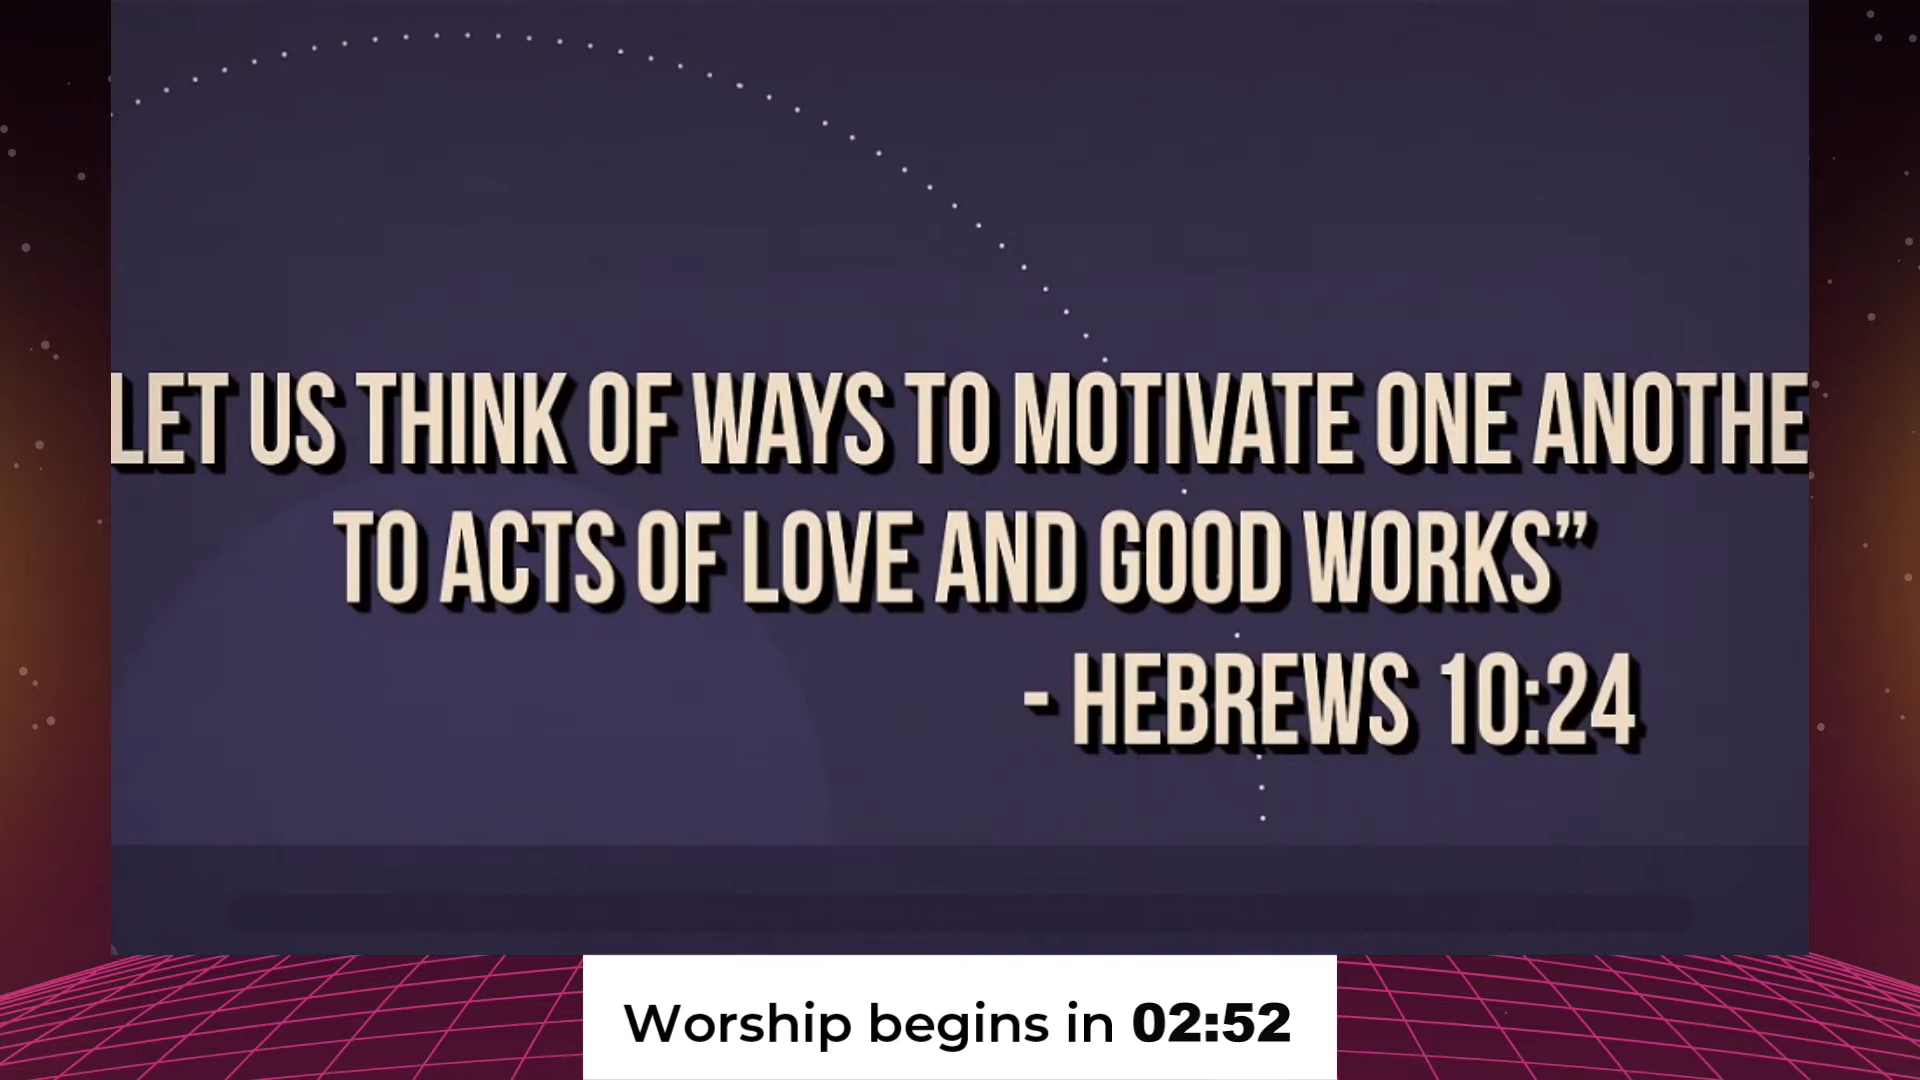 LET US THINK OF WAYS TO MOTIVATE ONE ANOTHE
TO ACTS OF LOVE AND GOOD WORKS”
- HEBREWS 10:24
Worship begins in 02:52